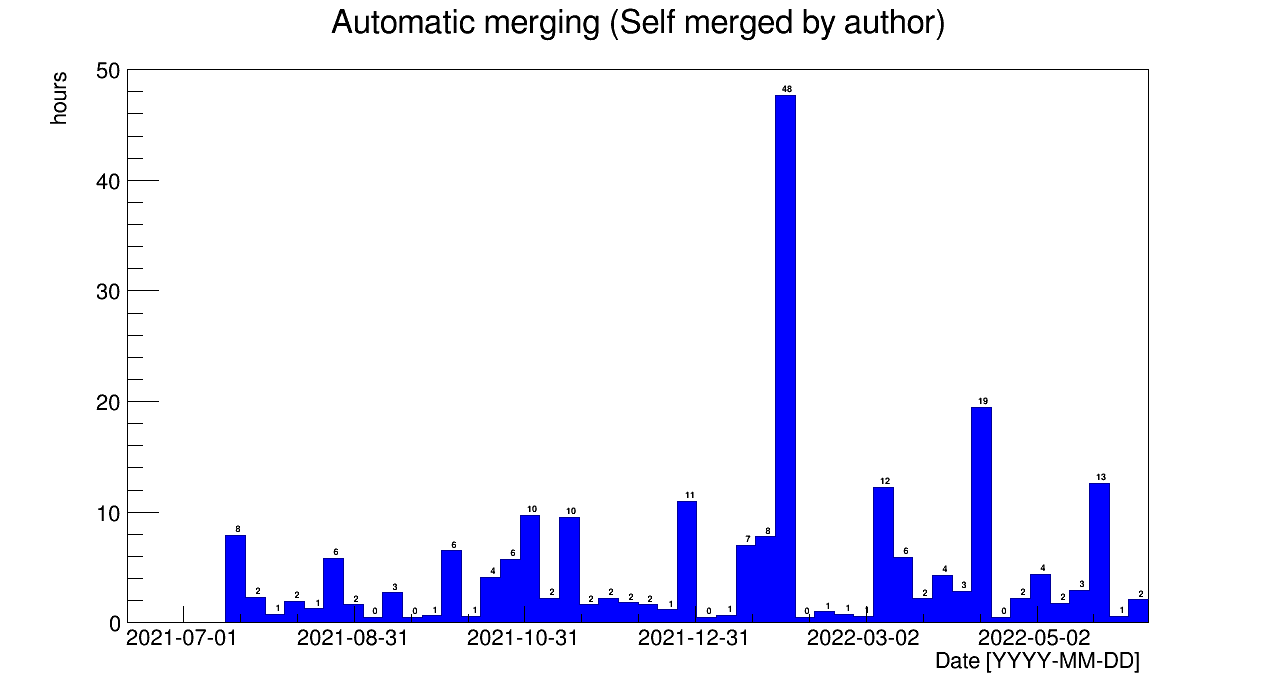 Automatic merging (Self merged by author)
hours
50
40
30
20
10
0
8 2 1 2 1 6 2 0 3 0 1 6 1 4 6 10 2 10 2 2 2 2 1 11 0 1 7 8 48 0 1 1 1 12 6 2 4 3 19 0 2 4 2 3 13 1 2
2021-07-01 2021-08-31 2021-10-31 2021-12-31 2022-03-02 2022-05-02
Date [YYYY-MM-DD]